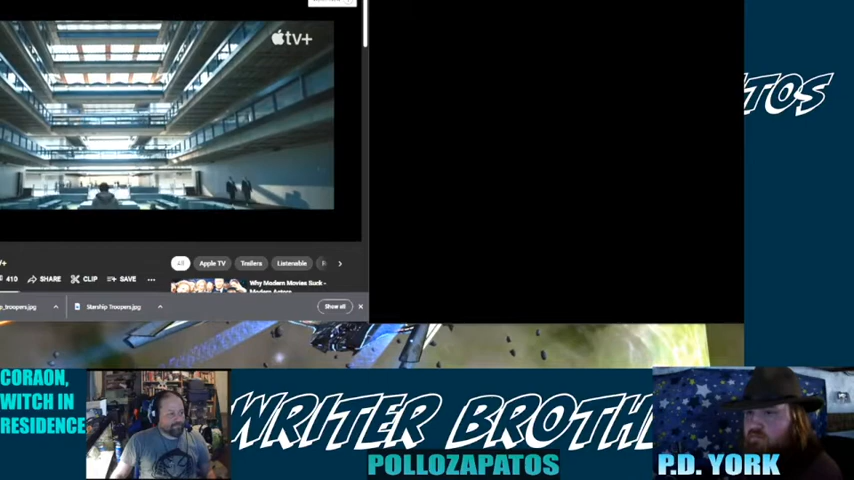 tv+
TOS
All
Apple TV
Trailers
Listenable
410
SHARE
CLIP
SAVE
...
Why Modern Movies Suck -
Modern Actors
_troopers.jpg
Starship Troopers.jpg
Show all
CORAON,
WITCH IN
RESIDENCE
WRITER BROTH
POLLOZAPATOS
P.D. YORK